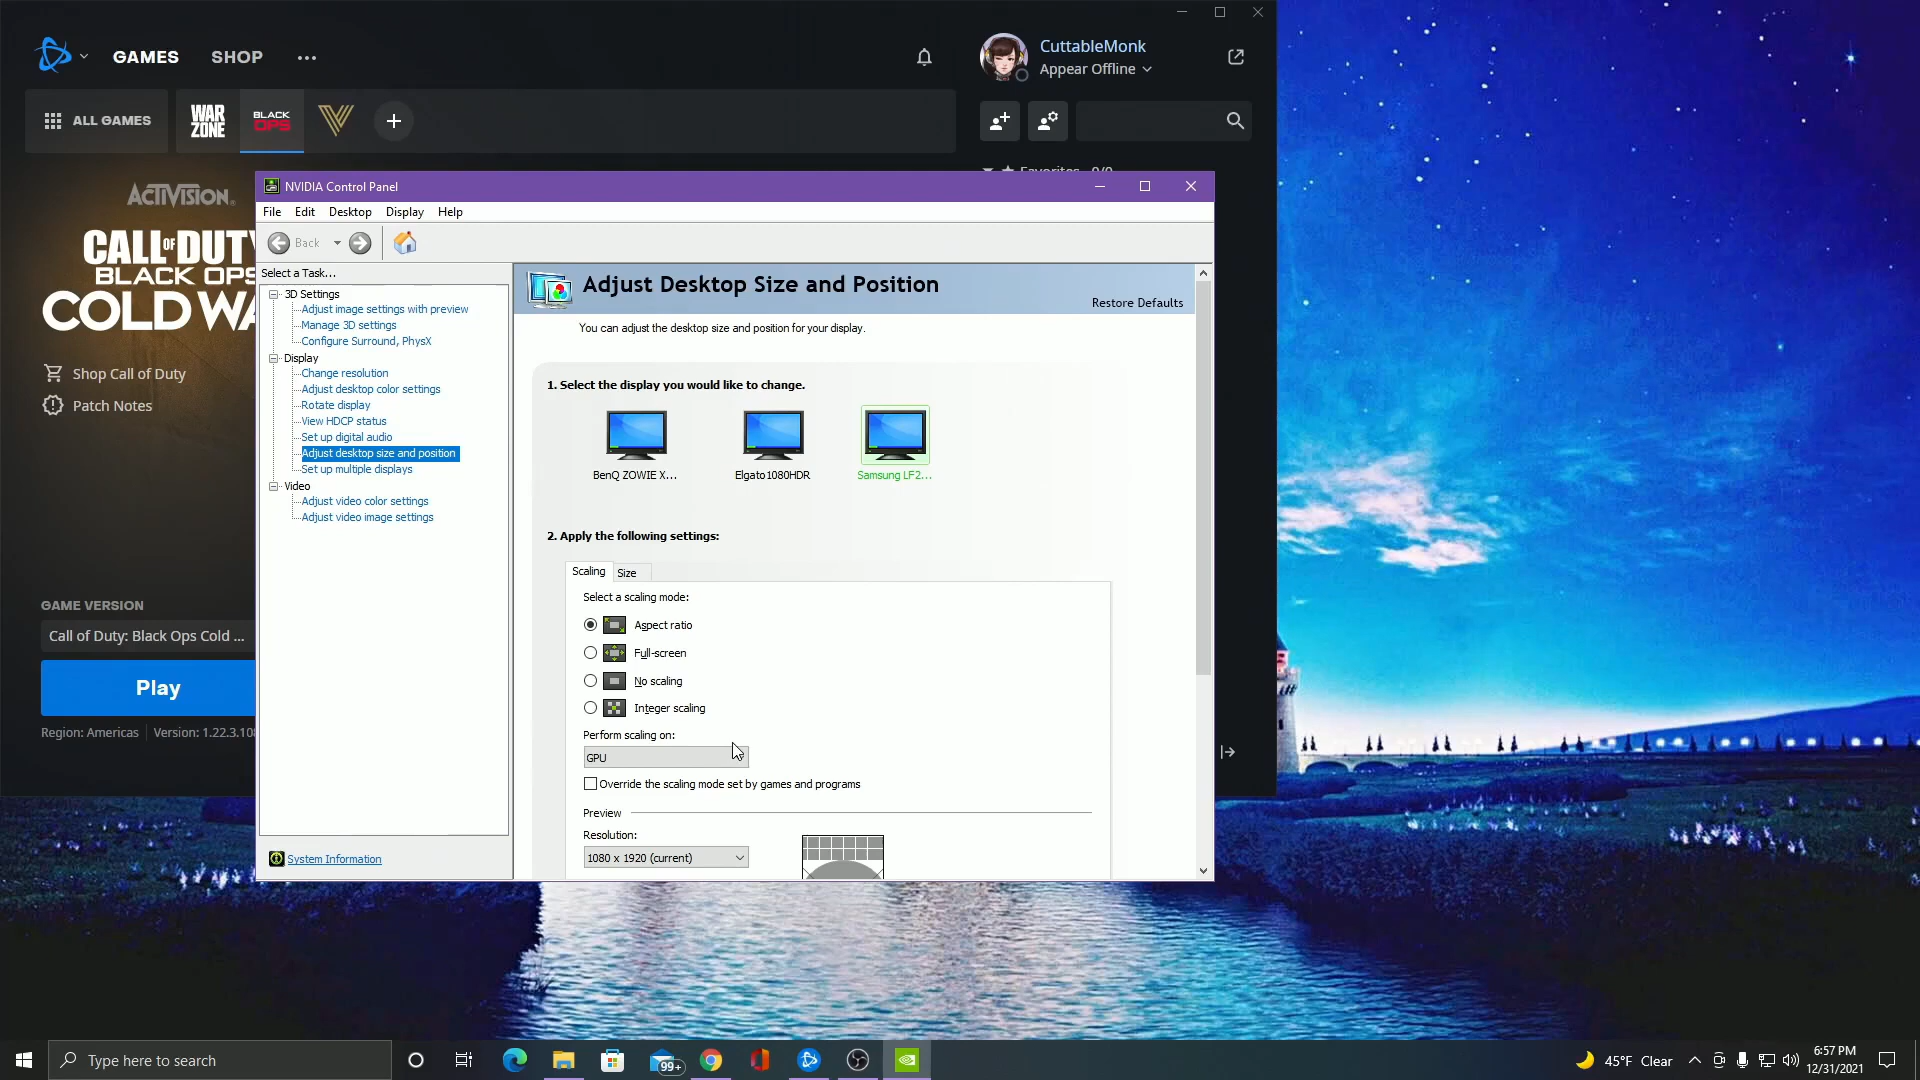 GAMES
SHOP
...
CuttableMonk
Appear Offline
ALL GAMES
WAR
ZONE
BLACK
OPS
V
Favorites
NVIDIA Control Panel
File Edit Desktop Display Help
Back
Select a Task...
3D Settings
Adjust image settings with preview
Manage 3D settings
Configure Surround, PhysX
Display
Change resolution
Adjust desktop color settings
Rotate display
View HDCP status
Set up digital audio
Adjust desktop size and position
Set up multiple displays
Video
Adjust video color settings
Adjust video image settings
System Information
Adjust Desktop Size and Position
Restore Defaults
You can adjust the desktop size and position for your display.
1. Select the display you would like to change.
BenQ ZOWIE X...
Elgato1080HDR
Samsung LF2...
2. Apply the following settings:
Scaling
Size
Select a scaling mode:
Aspect ratio
Full-screen
No scaling
Integer scaling
Perform scaling on:
GPU
Override the scaling mode set by games and programs
Preview
Resolution:
1080 x 1920 (current)
ACTIVISION
CALL OF DUTY
BLACK OPS
COLD WA
Shop Call of Duty
Patch Notes
GAME VERSION
Call of Duty: Black Ops Cold ...
Play
Region: Americas
Version: 1.22.3.108
Type here to search
99+
45°F Clear
6:57 PM
12/31/2021